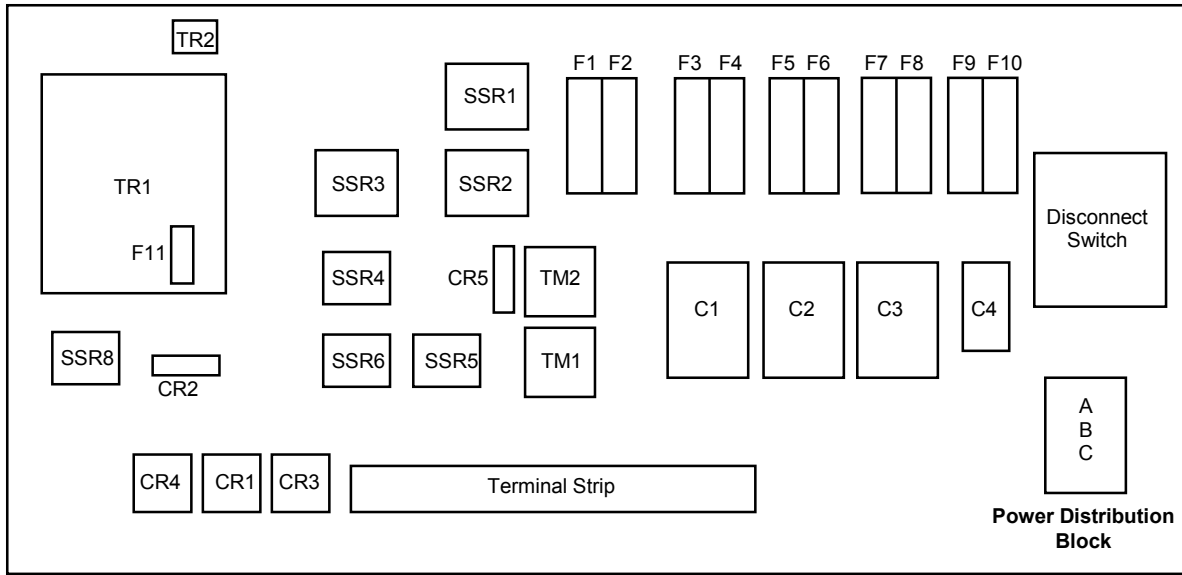 TR2
F1 F2 F3 F4 F5 F6 F7 F8 F9 F10
SSR1
TR1
SSR3
SSR2
Disconnect
Switch
F11
SSR4
CR5
TM2
C1
C2
C3
C4
SSR8
CR2
SSR6
SSR5
TM1
A
B
C
CR4
CR1
CR3
Terminal Strip
Power Distribution
Block